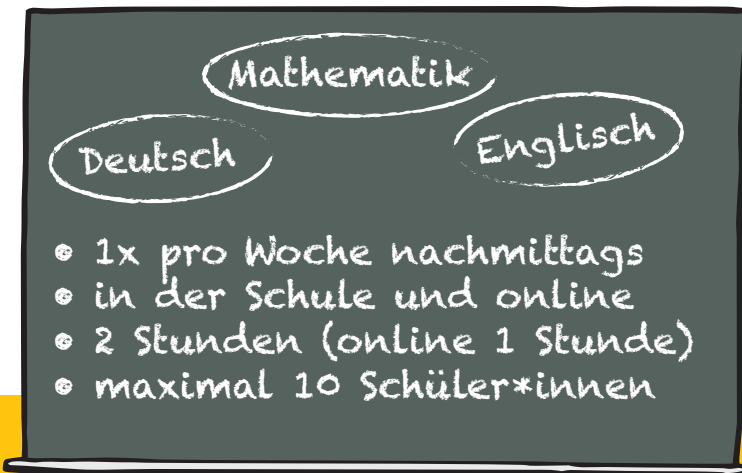 Mathematik
Deutsch
Englisch
• 1x pro Woche nachmittags
• in der Schule und online
• 2 Stunden (online 1 Stunde)
• maximal 10 Schüler*innen